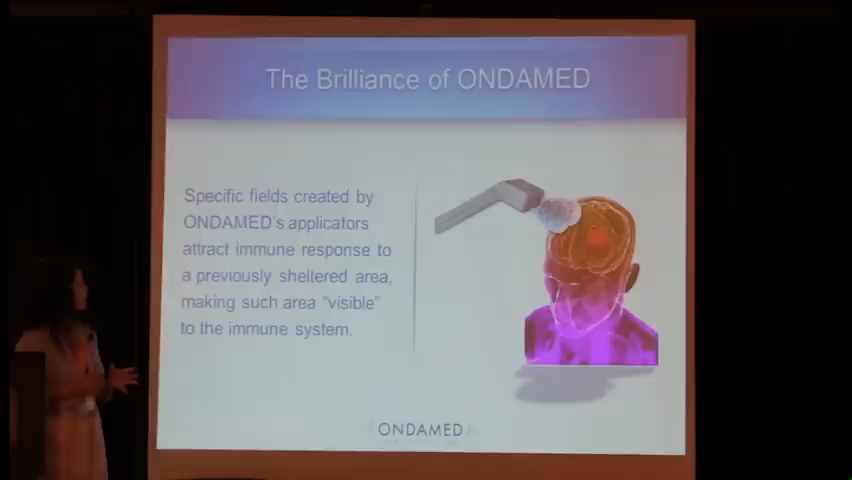 The Brilliance of ONDAMED
Specific fields created by
ONDAMED's applicators
attract immune response to
a previously sheltered area,
making such area "visible"
to the immune system.
ONDAMED